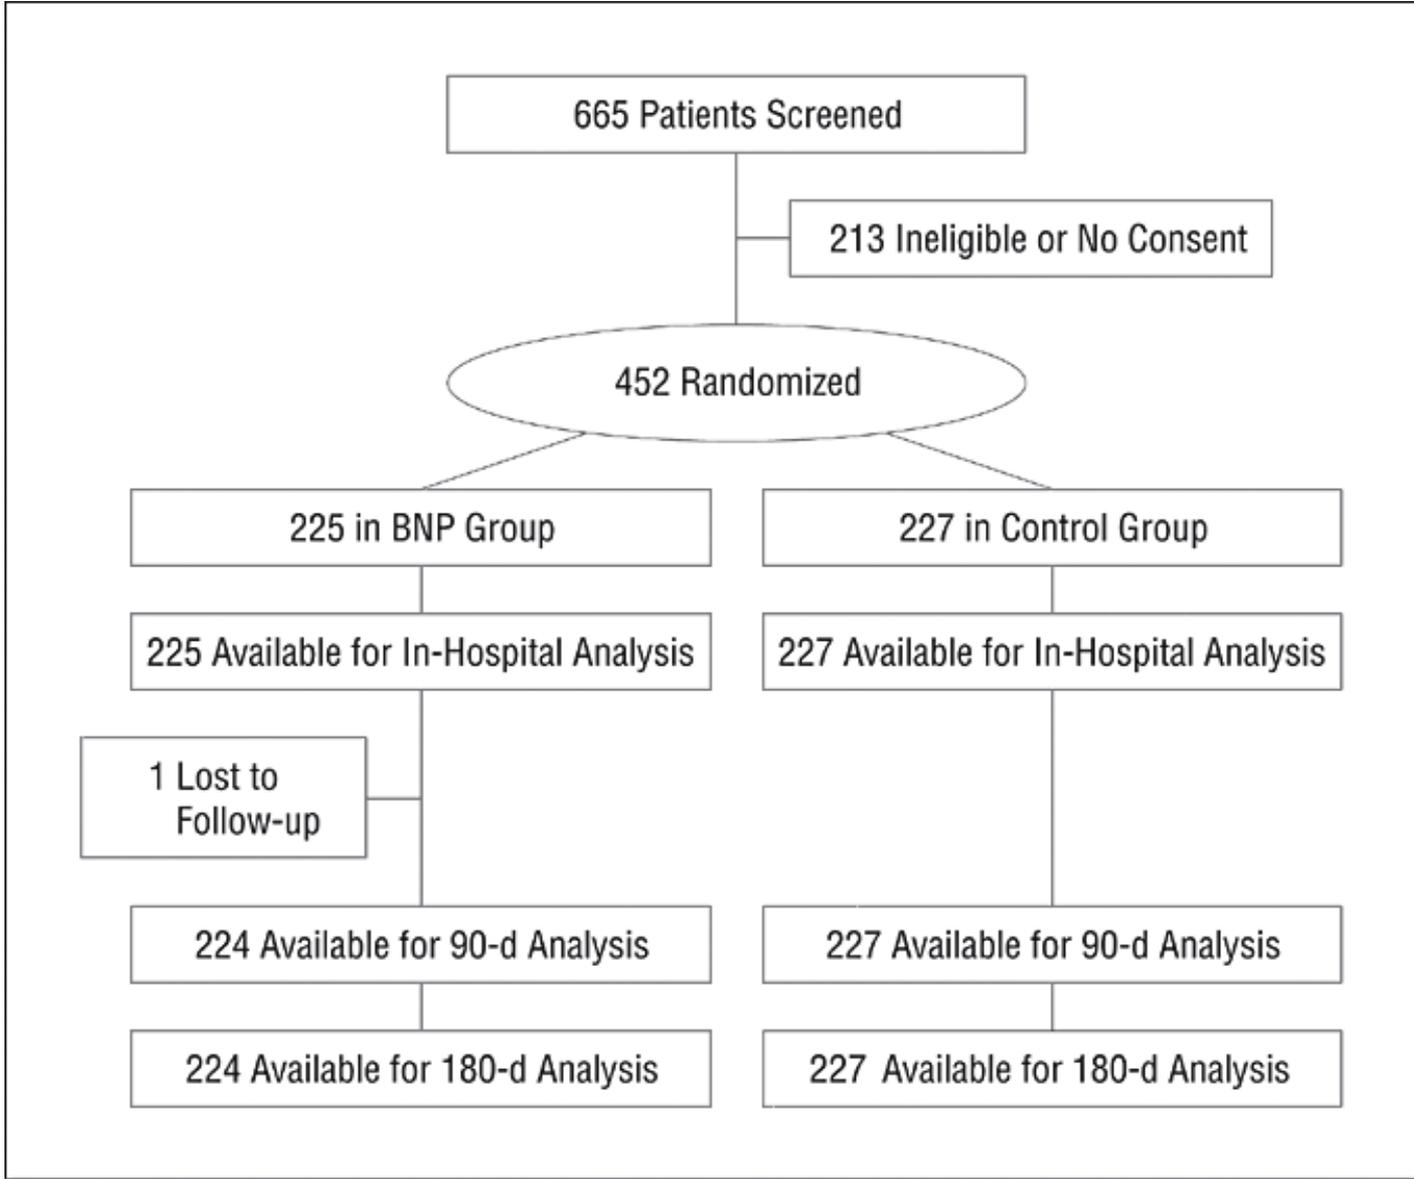 665 Patients Screened
213 Ineligible or No Consent
452 Randomized
225 in BNP Group
227 in Control Group
225 Available for In-Hospital Analysis
227 Available for In-Hospital Analysis
1 Lost to
Follow-up
224 Available for 90-d Analysis
227 Available for 90-d Analysis
224 Available for 180-d Analysis
227 Available for 180-d Analysis